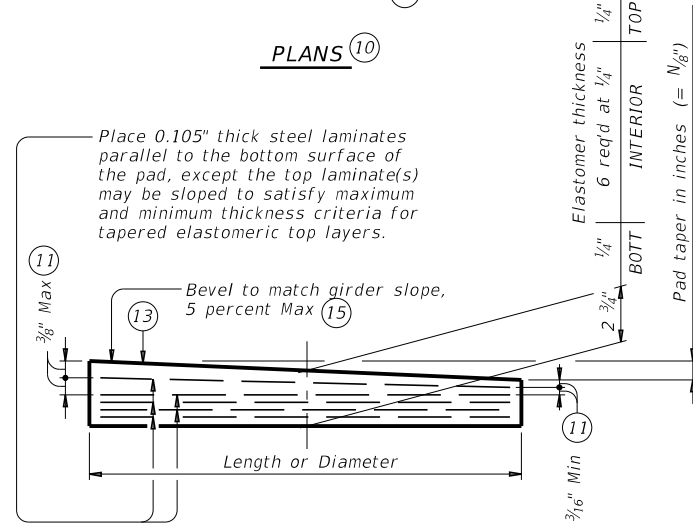 PLANS 10
Place 0.105" thick steel laminates
parallel to the bottom surface of
the pad, except the top laminate(s)
may be sloped to satisfy maximum
and minimum thickness criteria for
tapered elastomeric top layers.
Bevel to match girder slope,
5 percent Max 15
13
11
3/8" Max
Length or Diameter
11
3/16" Min
2 3/4"
Elastomer thickness
6 req'd at 1/4"
1/4"
1/4"
BOTT
INTERIOR
TOP
Pad taper in inches (= N/8")